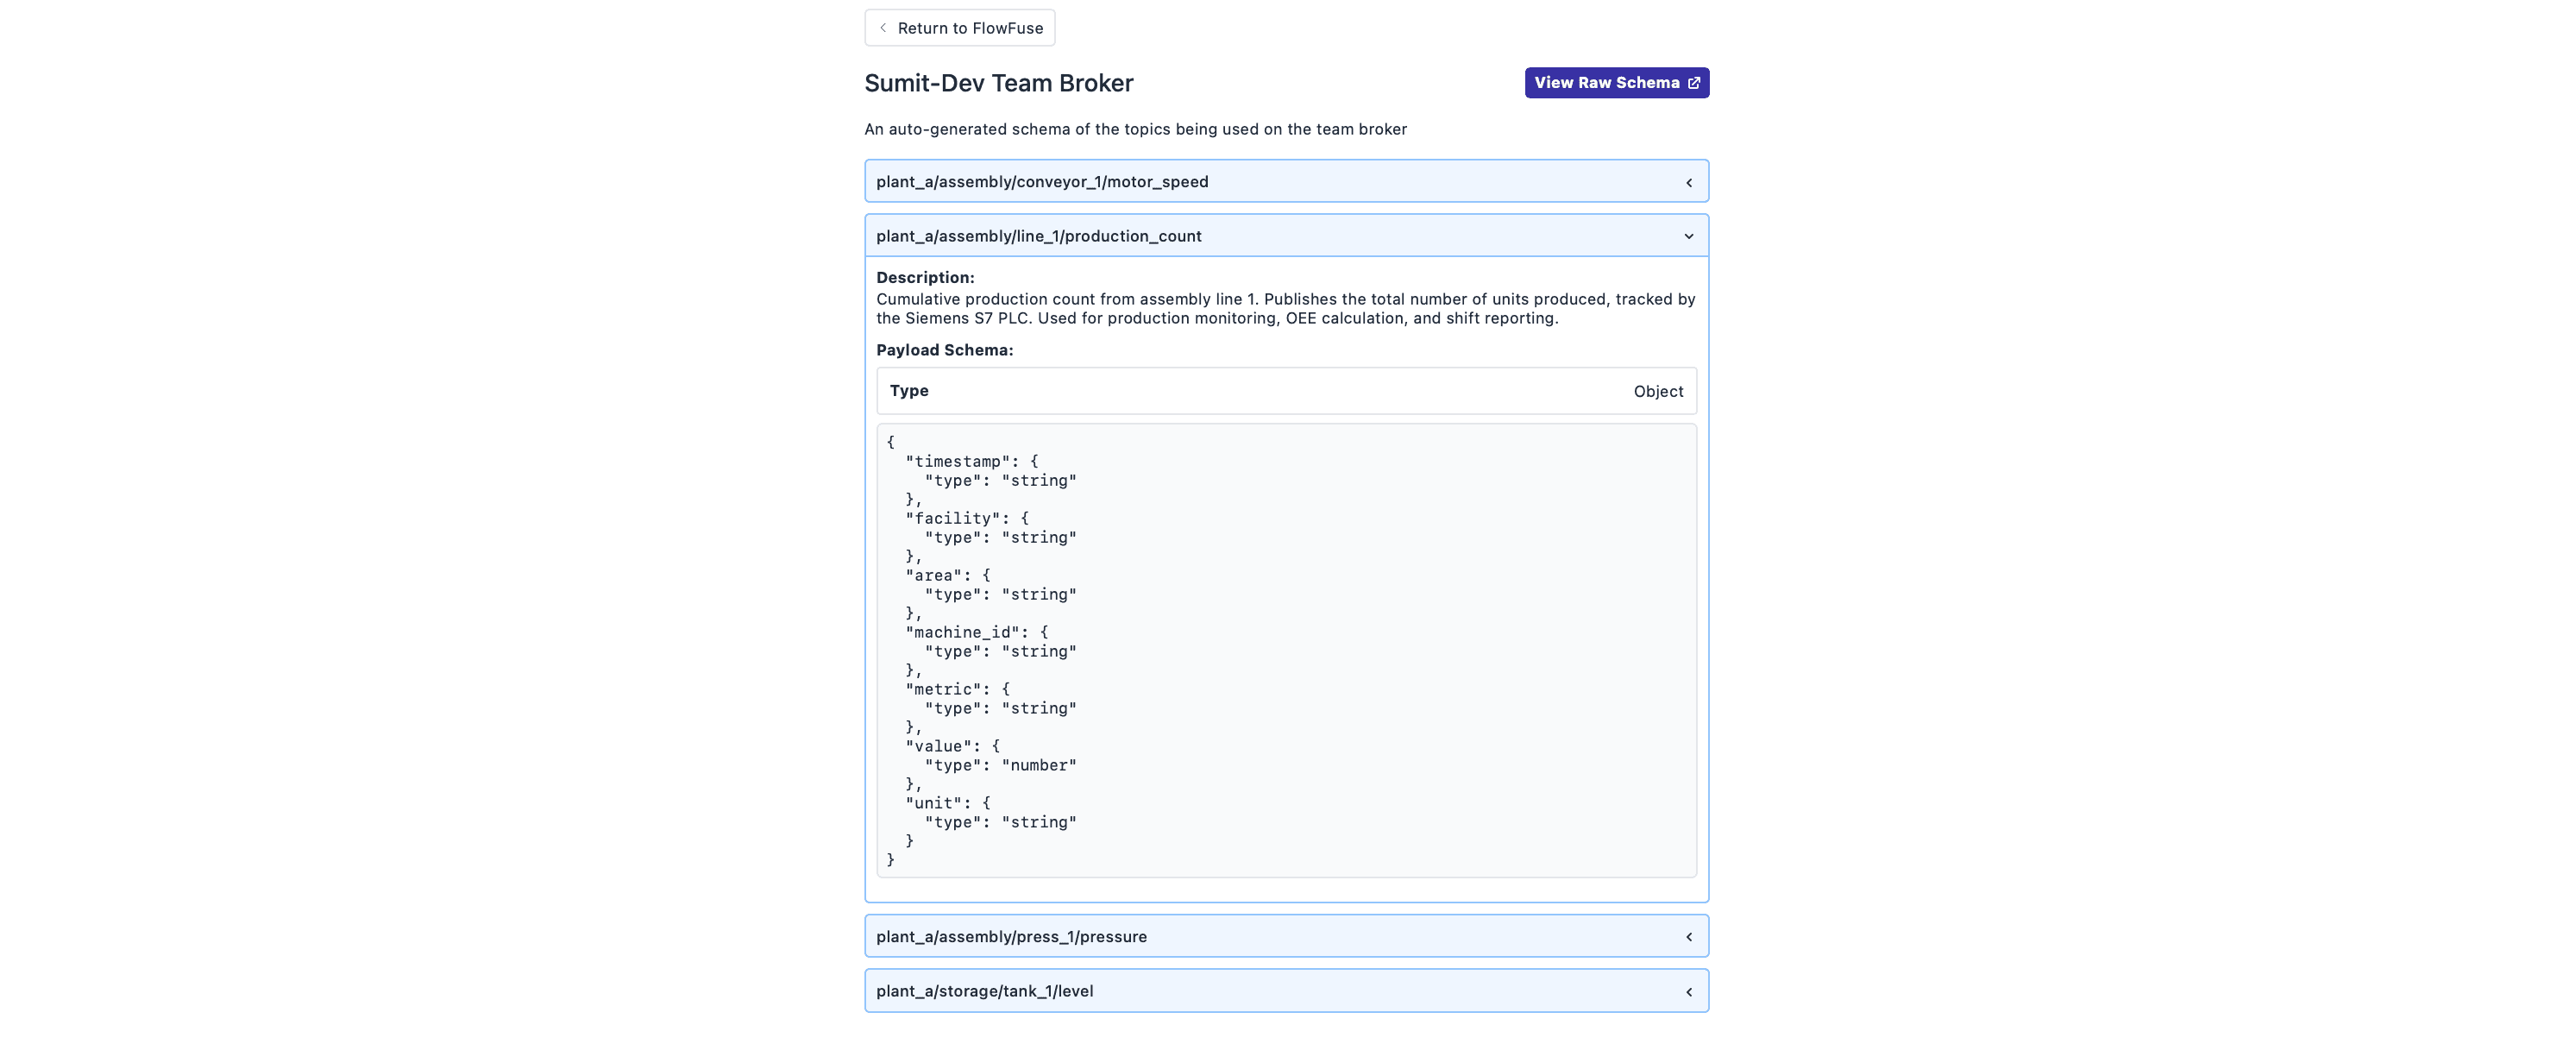 Return to FlowFuse
Sumit-Dev Team Broker
View Raw Schema
An auto-generated schema of the topics being used on the team broker
plant_a/assembly/conveyor_1/motor_speed
plant_a/assembly/line_1/production_count
Description:
Cumulative production count from assembly line 1. Publishes the total number of units produced, tracked by
the Siemens S7 PLC. Used for production monitoring, OEE calculation, and shift reporting.
Payload Schema:
Type Object
{
  "timestamp": {
    "type": "string"
  },
  "facility": {
    "type": "string"
  },
  "area": {
    "type": "string"
  },
  "machine_id": {
    "type": "string"
  },
  "metric": {
    "type": "string"
  },
  "value": {
    "type": "number"
  },
  "unit": {
    "type": "string"
  }
}
plant_a/assembly/press_1/pressure
plant_a/storage/tank_1/level